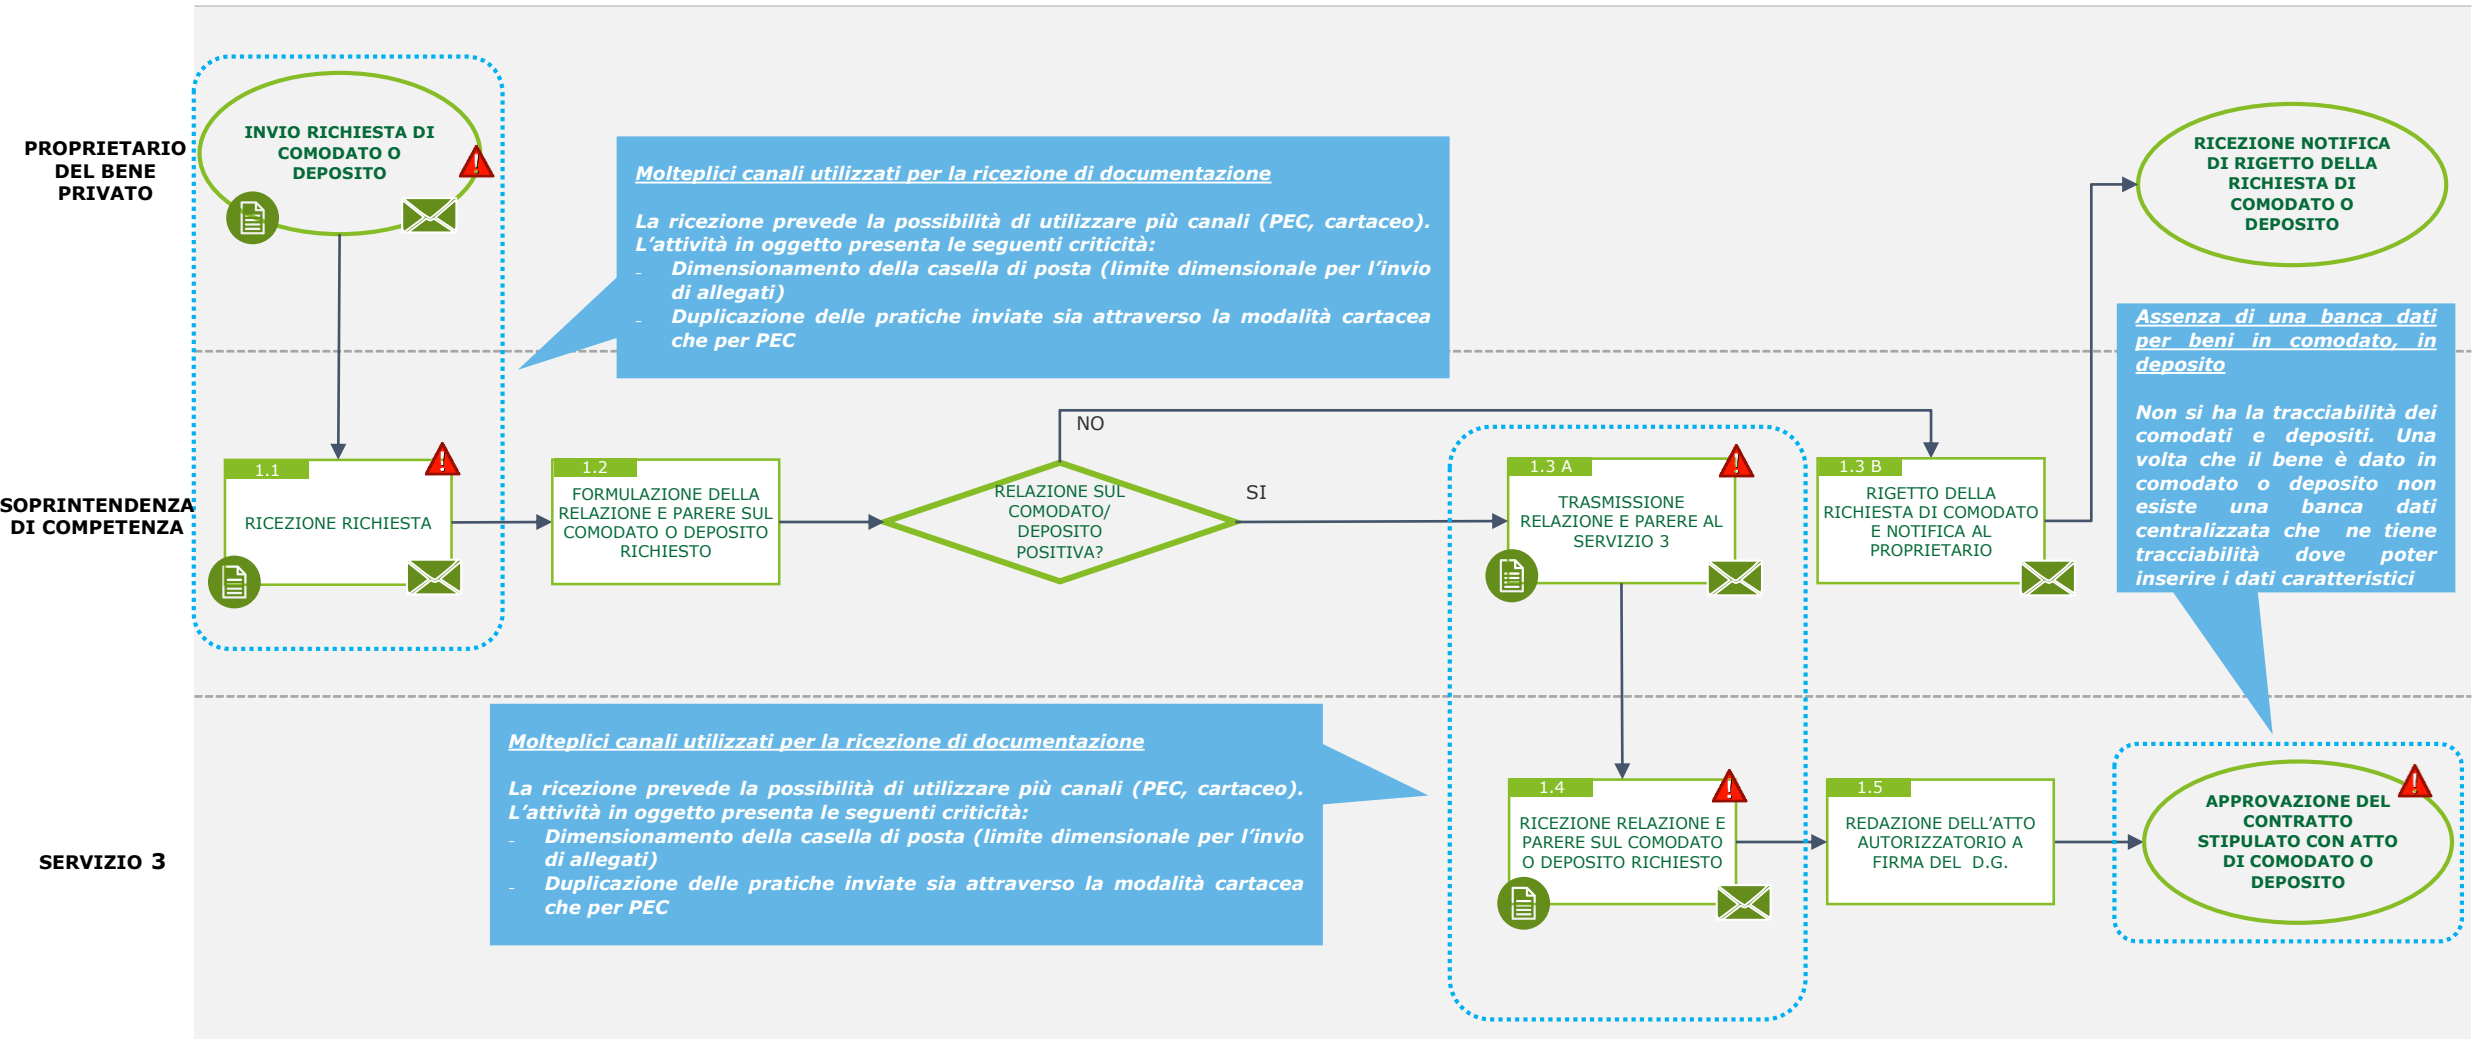 PROPRIETARIO
DEL BENE
PRIVATO
INVIO RICHIESTA DI
COMODATO O
DEPOSITO
Molteplici canali utilizzati per la ricezione di documentazione
La ricezione prevede la possibilità di utilizzare più canali (PEC, cartaceo).
L’attività in oggetto presenta le seguenti criticità:
- Dimensionamento della casella di posta (limite dimensionale per l’invio
di allegati)
- Duplicazione delle pratiche inviate sia attraverso la modalità cartacea
che per PEC
RICEZIONE NOTIFICA
DI RIGETTO DELLA
RICHIESTA DI
COMODATO O
DEPOSITO
Assenza di una banca dati
per beni in comodato, in
deposito
Non si ha la tracciabilità dei
comodati e depositi. Una
volta che il bene è dato in
comodato o deposito non
esiste una banca dati
centralizzata che ne tiene
tracciabilità dove poter
inserire i dati caratteristici
SOPRINTENDENZA
DI COMPETENZA
1.1
RICEZIONE RICHIESTA
1.2
FORMULAZIONE DELLA
RELAZIONE E PARERE SUL
COMODATO O DEPOSITO
RICHIESTO
RELAZIONE SUL
COMODATO/
DEPOSITO
POSITIVA?
NO
SI
1.3 A
TRASMISSIONE
RELAZIONE E PARERE AL
SERVIZIO 3
1.3 B
RIGETTO DELLA
RICHIESTA DI COMODATO
E NOTIFICA AL
PROPRIETARIO
SERVIZIO 3
Molteplici canali utilizzati per la ricezione di documentazione
La ricezione prevede la possibilità di utilizzare più canali (PEC, cartaceo).
L’attività in oggetto presenta le seguenti criticità:
- Dimensionamento della casella di posta (limite dimensionale per l’invio
di allegati)
- Duplicazione delle pratiche inviate sia attraverso la modalità cartacea
che per PEC
1.4
RICEZIONE RELAZIONE E
PARERE SUL COMODATO
O DEPOSITO RICHIESTO
1.5
REDAZIONE DELL’ATTO
AUTORIZZATORIO A
FIRMA DEL D.G.
APPROVAZIONE DEL
CONTRATTO
STIPULATO CON ATTO
DI COMODATO O
DEPOSITO